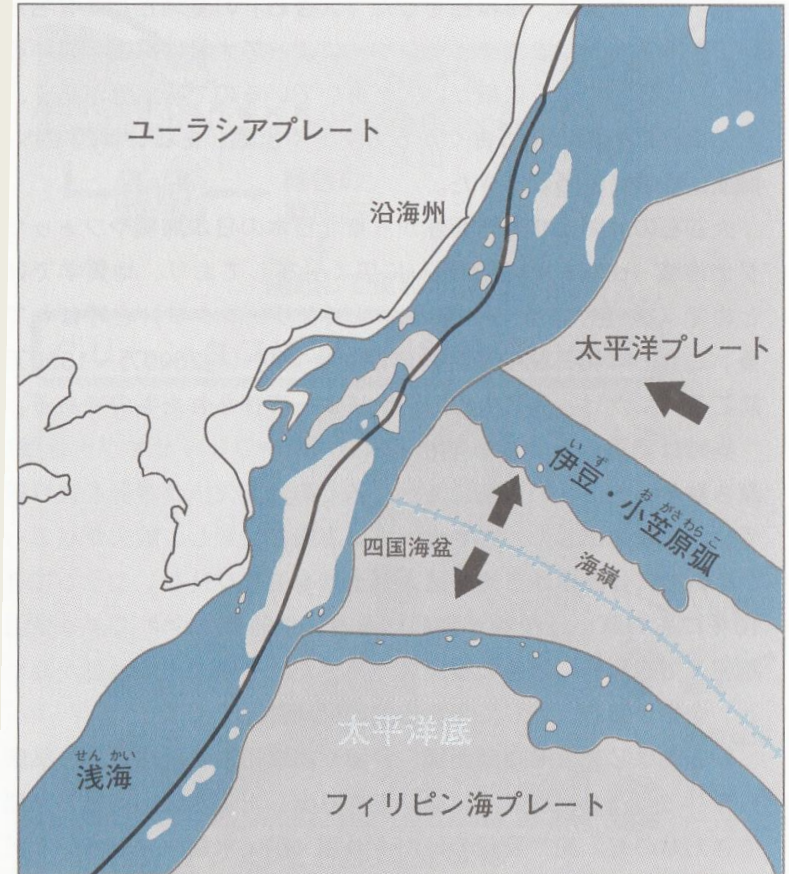 ユーラシアプレート
沿海州
太平洋プレート
いず おがさわらこ
伊豆・小笠原弧
四国海盆
海嶺
太平洋底
せんかい
浅海
フィリピン海プレート